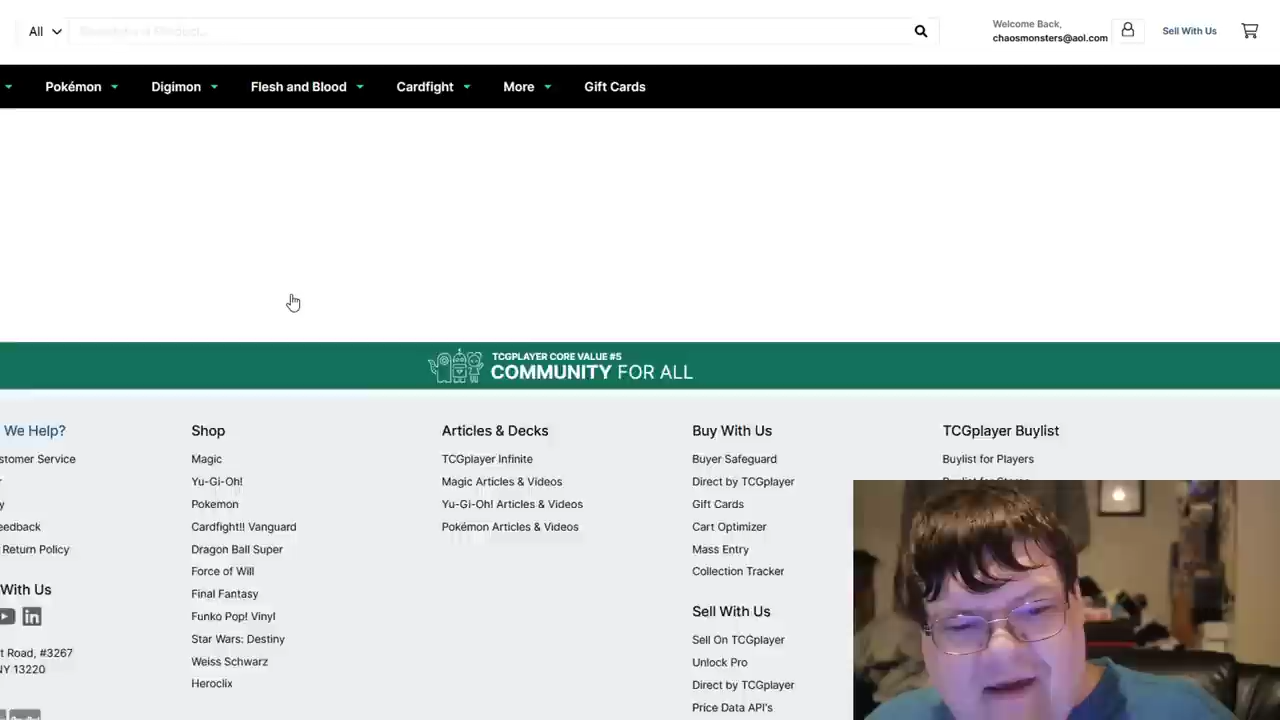 All
Welcome Back,
chaosmonsters@aol.com
Sell With Us
Pokémon
Digimon
Flesh and Blood
Cardfight
More
Gift Cards
TCGPLAYER CORE VALUE #5
COMMUNITY FOR ALL
We Help?
stomer Service
y
eedback
Return Policy
With Us
t Road, #3267
NY 13220
Shop
Magic
Yu-Gi-Oh!
Pokemon
Cardfight!! Vanguard
Dragon Ball Super
Force of Will
Final Fantasy
Funko Pop! Vinyl
Star Wars: Destiny
Weiss Schwarz
Heroclix
Articles & Decks
TCGplayer Infinite
Magic Articles & Videos
Yu-Gi-Oh! Articles & Videos
Pokémon Articles & Videos
Buy With Us
Buyer Safeguard
Direct by TCGplayer
Gift Cards
Cart Optimizer
Mass Entry
Collection Tracker
Sell With Us
Sell On TCGplayer
Unlock Pro
Direct by TCGplayer
Price Data API's
TCGplayer Buylist
Buylist for Players